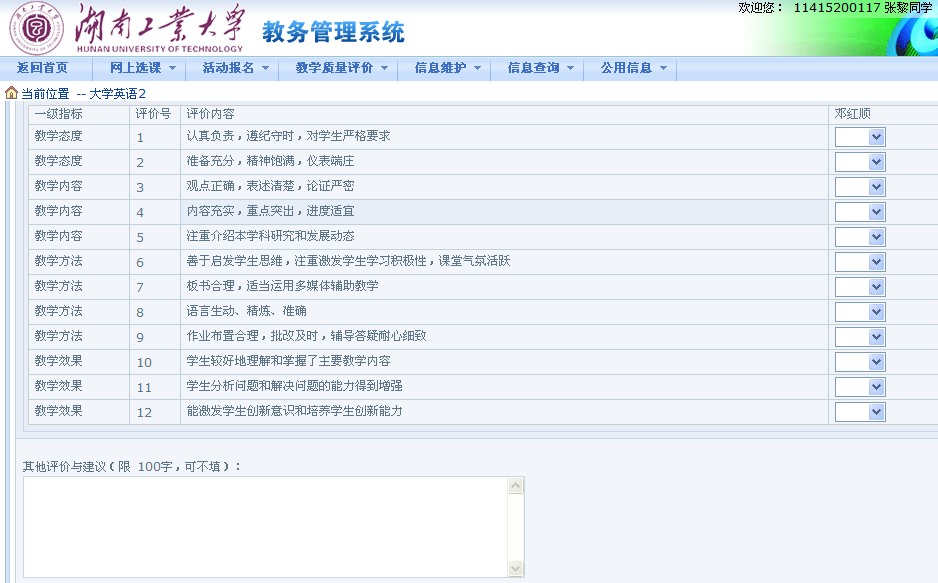 欢迎您： 11415200117 张黎同学
湖南工業大学 教务管理系统
HUNAN UNIVERSITY OF TECHNOLOGY
返回首页 网上选课 活动报名 教学质量评价 信息维护 信息查询 公用信息
当前位置 -- 大学英语2
一级指标 评价号 评价内容 邓红顺
教学态度 1 认真负责，遵纪守时，对学生严格要求
教学态度 2 准备充分，精神饱满，仪表端庄
教学内容 3 观点正确，表述清楚，论证严密
教学内容 4 内容充实，重点突出，进度适宜
教学内容 5 注重介绍本学科研究和发展动态
教学方法 6 善于启发学生思维，注重激发学生学习积极性，课堂气氛活跃
教学方法 7 板书合理，适当运用多媒体辅助教学
教学方法 8 语言生动、精炼、准确
教学方法 9 作业布置合理，批改及时，辅导答疑耐心细致
教学效果 10 学生较好地理解和掌握了主要教学内容
教学效果 11 学生分析问题和解决问题的能力得到增强
教学效果 12 能激发学生创新意识和培养学生创新能力
其他评价与建议(限 100字，可不填)：